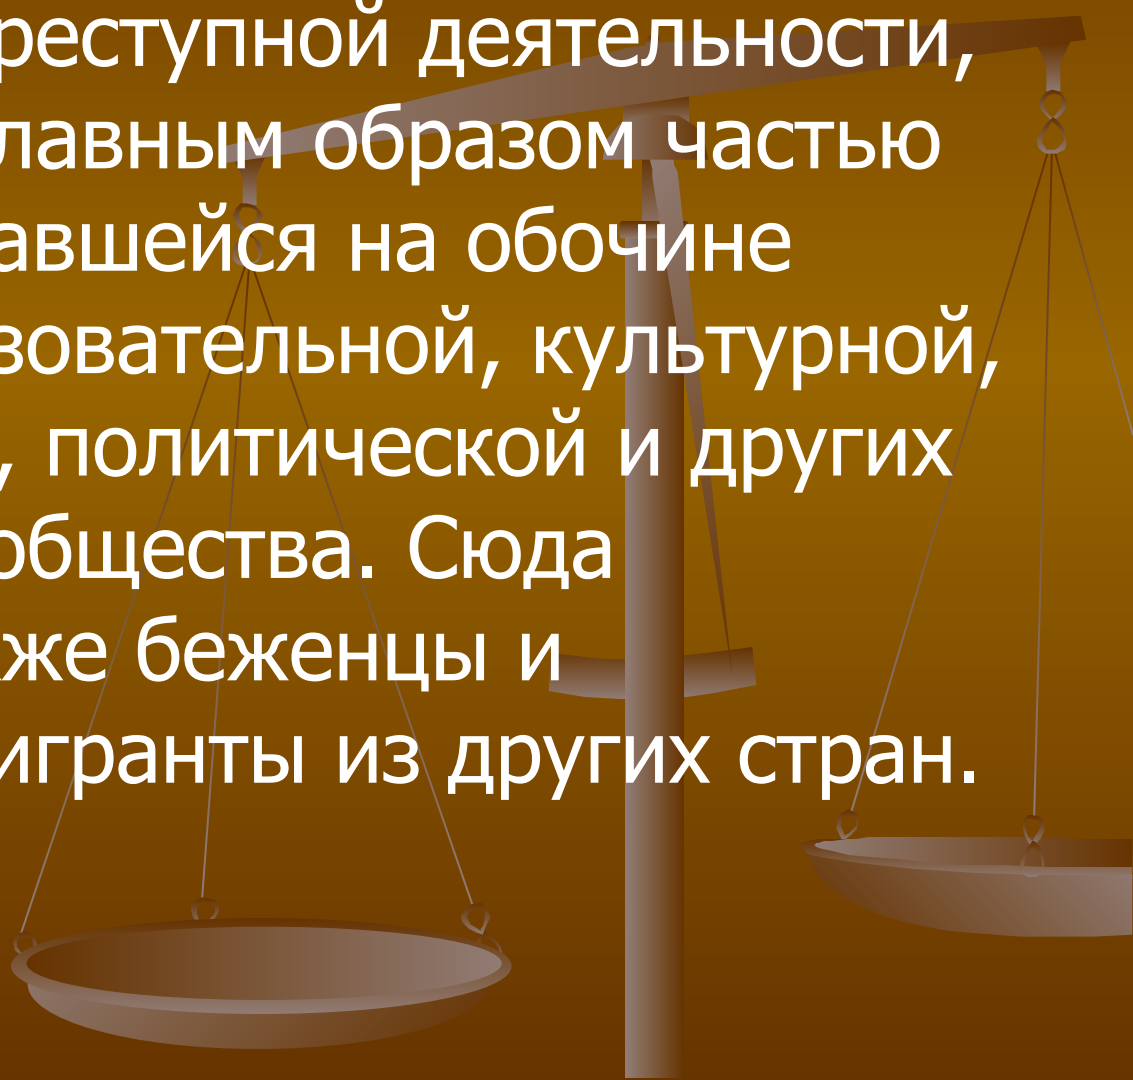 реступной деятельности,
лавным образом частью
авшейся на обочине
зовательной, культурной,
, политической и других
общества. Сюда
же беженцы и
игранты из других стран.